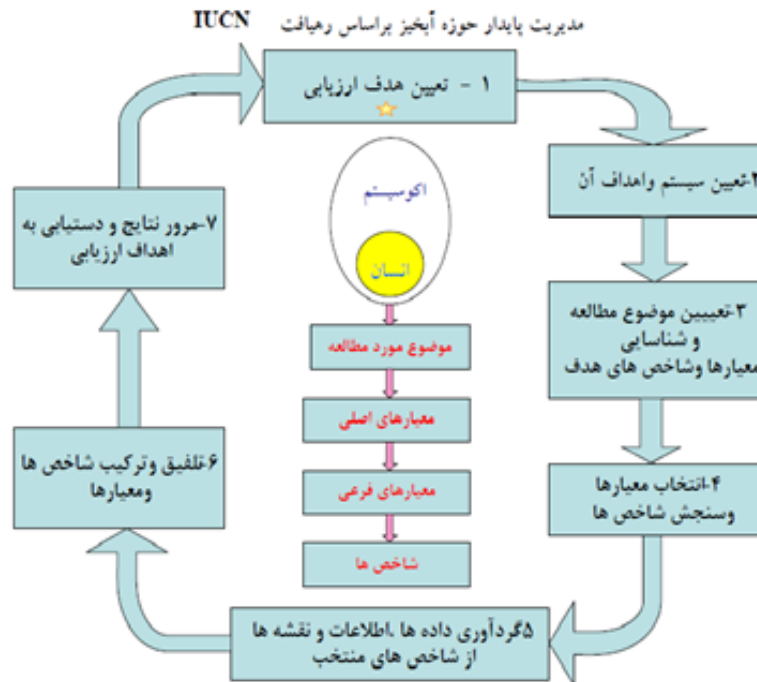 مدیریت پایدار حوزه آبخیز براساس رهیافت IUCN
۱ - تعیین هدف ارزیابی
۲-تعیین سیستم واهداف آن
۳-تعییین موضوع مطالعه
و شناسایی
معیارها وشاخص های هدف
۴-انتخاب معیارها
وسنجش شاخص ها
۵گردآوری داده ها ،اطلاعات و نقشه ها
از شاخص های منتخب
۶-تلفیق وترکیب شاخص ها
ومعیارها
۷-مرور نتایج و دستیابی به
اهداف ارزیابی
اکوسیستم
انسان
موضوع مورد مطالعه
معیارهای اصلی
معیارهای فرعی
شاخص ها